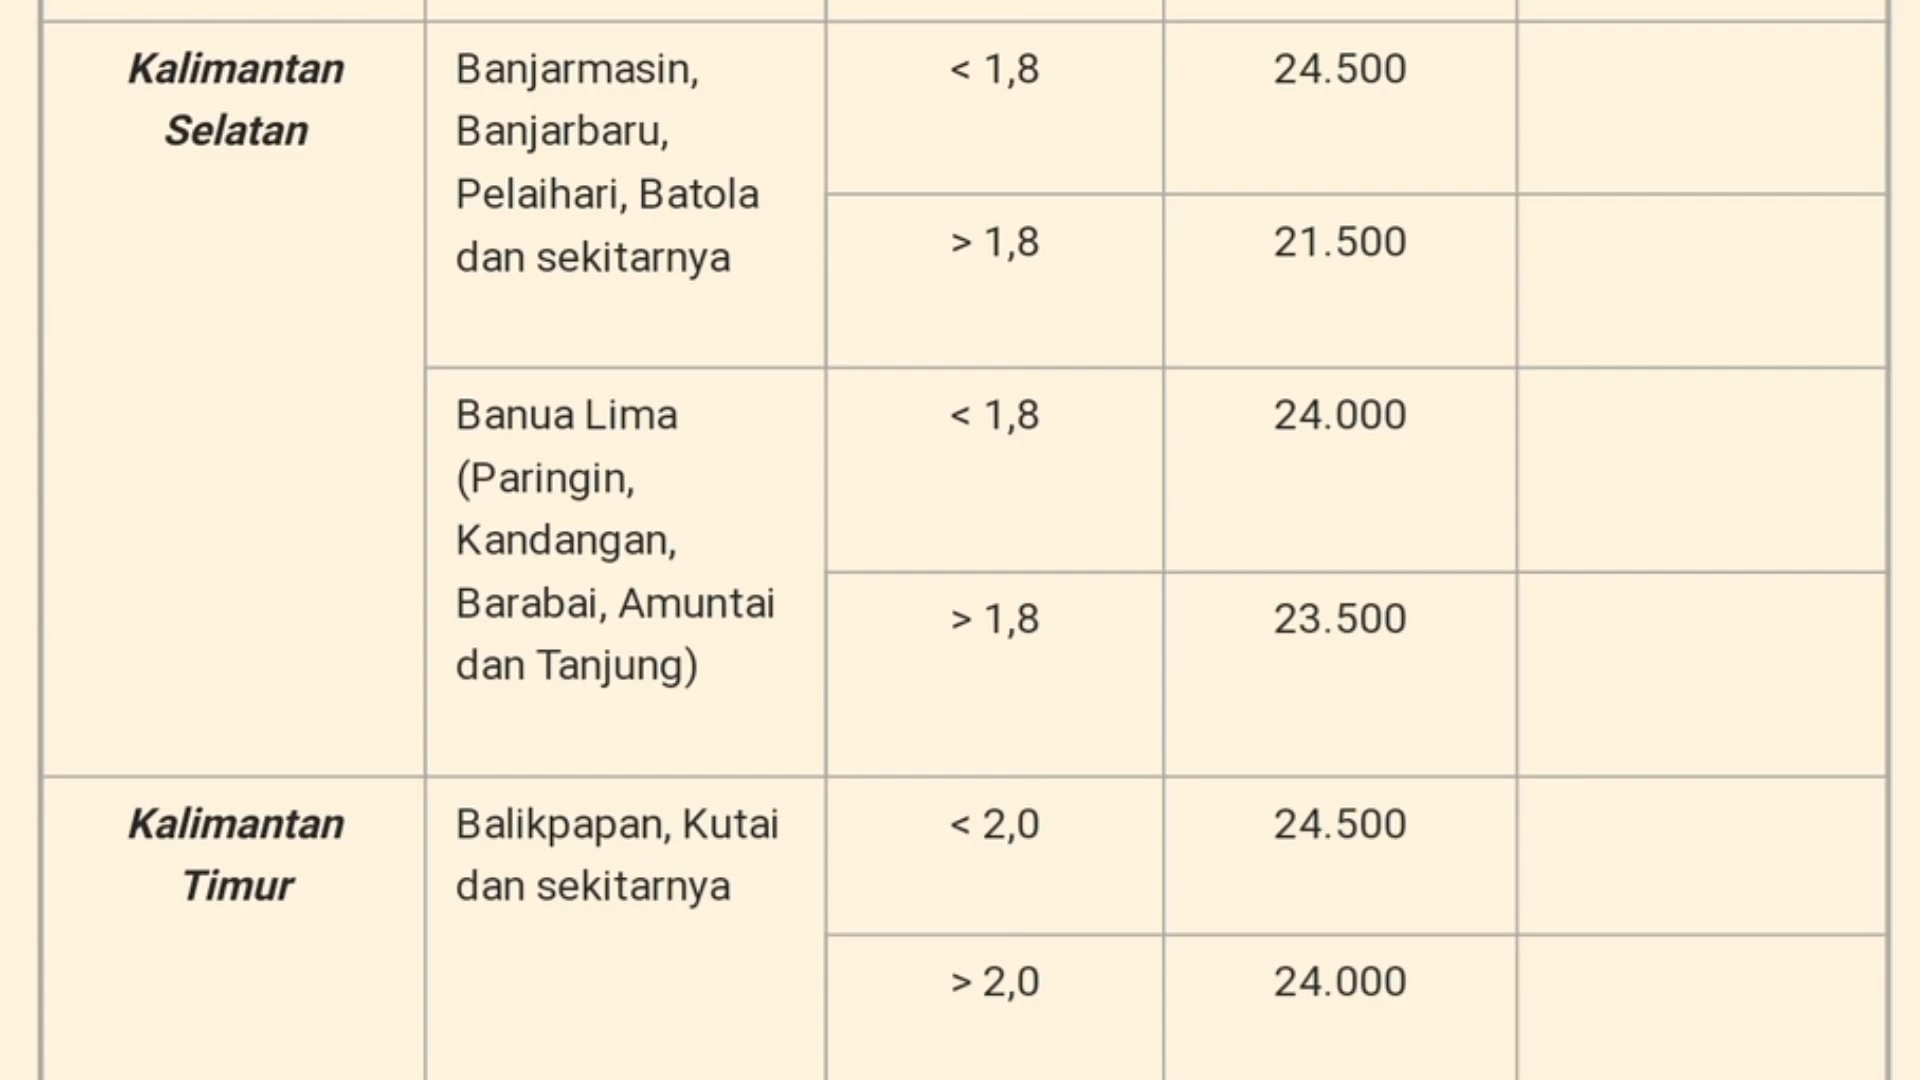 Kalimantan
Selatan
Banjarmasin,
Banjarbaru,
Pelaihari, Batola
dan sekitarnya
< 1,8
24.500
> 1,8
21.500
Banua Lima
(Paringin,
Kandangan,
Barabai, Amuntai
dan Tanjung)
< 1,8
24.000
> 1,8
23.500
Kalimantan
Timur
Balikpapan, Kutai
dan sekitarnya
< 2,0
24.500
> 2,0
24.000